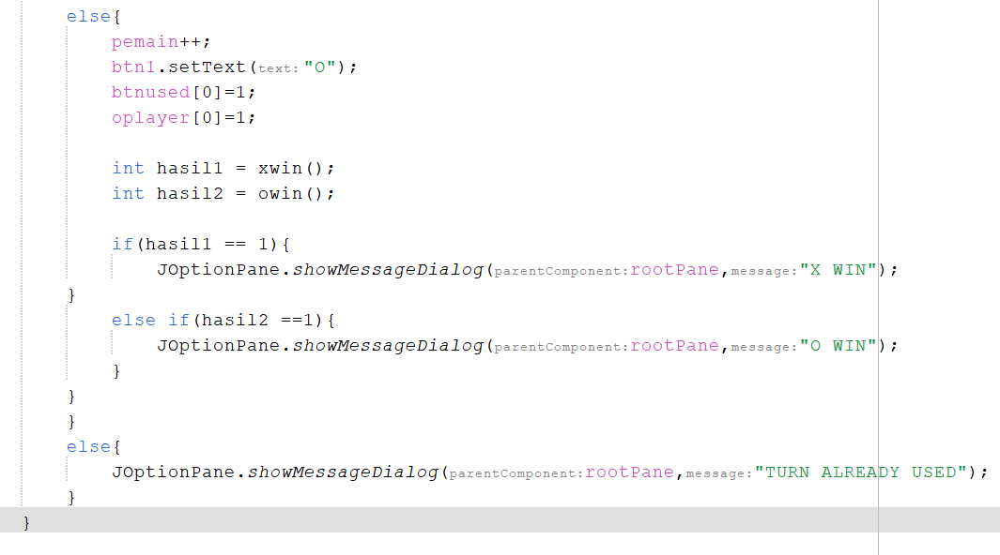 else{
pemain++;
btn1.setText(text:"O");
btnused[0]=1;
oplayer[0]=1;
int hasil1 = xwin();
int hasil2 = owin();
if(hasil1 == 1){
JOptionPane.showMessageDialog(parentComponent:rootPane,message:"X WIN");
}
else if(hasil2 ==1){
JOptionPane.showMessageDialog(parentComponent:rootPane,message:"O WIN");
}
}
}
else{
JOptionPane.showMessageDialog(parentComponent:rootPane,message:"TURN ALREADY USED");
}
}